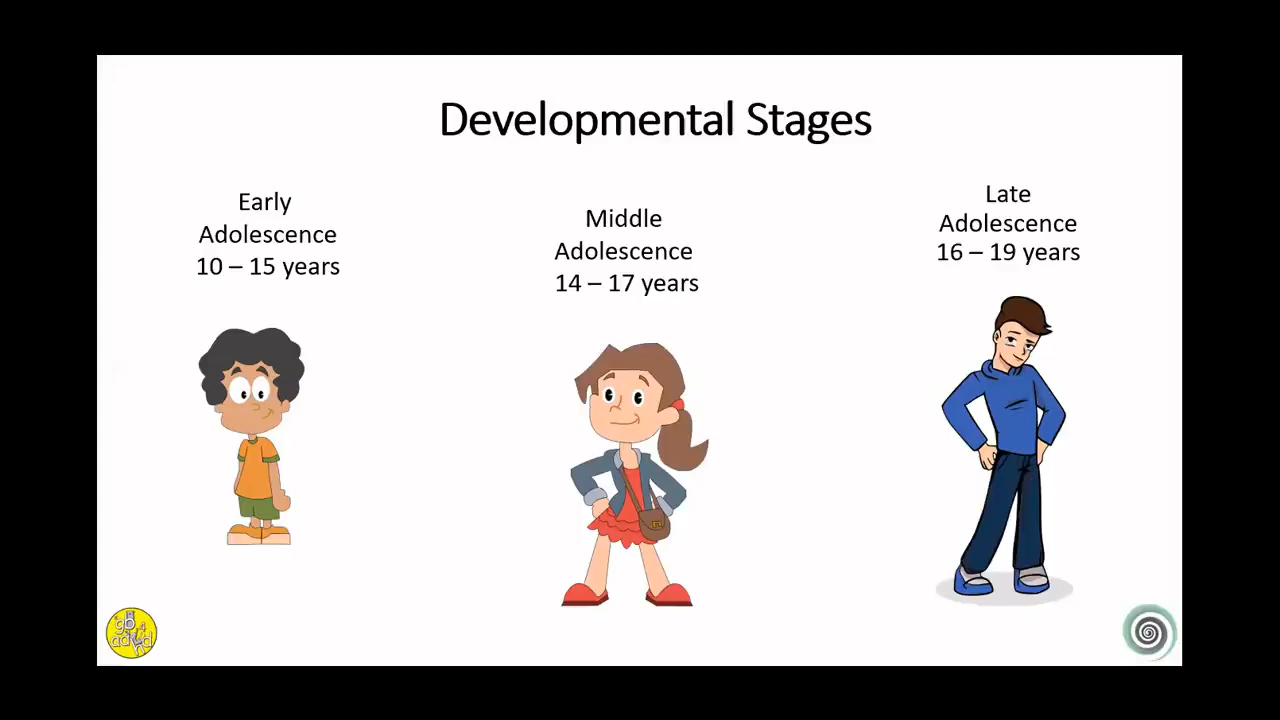 Developmental Stages
Early
Adolescence
10 – 15 years
Middle
Adolescence
14 – 17 years
Late
Adolescence
16 – 19 years